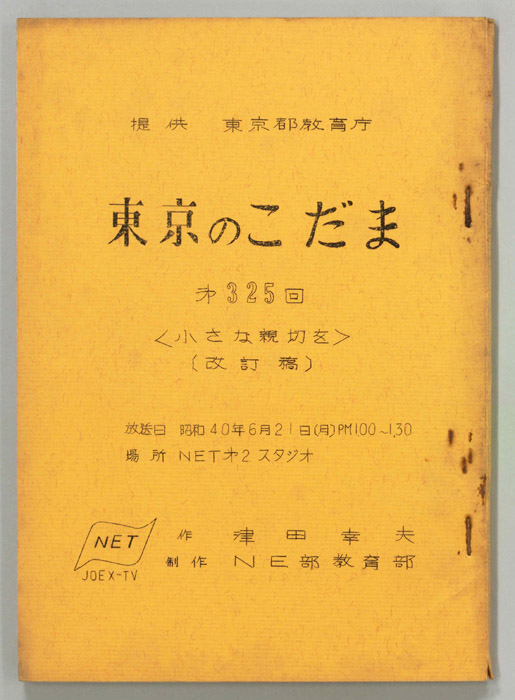 提供 東京都教育庁
東京のこだま
才325回
<小さな親切を>
(改訂稿)
放送日 昭和40年6月21日(月)PM1.00~1.30
場所 NET才2スタジオ
NET
JOEX-TV
作 津田幸夫
制作 NE部教育部